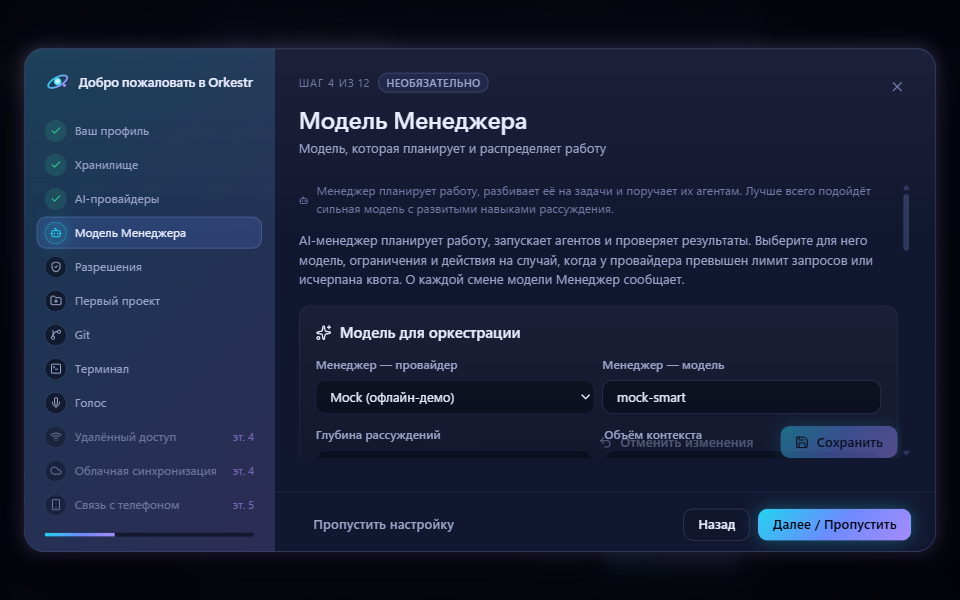 Добро пожаловать в Orkestr
Ваш профиль
Хранилище
AI-провайдеры
Модель Менеджера
Разрешения
Первый проект
Git
Терминал
Голос
Удалённый доступ эт. 4
Облачная синхронизация эт. 4
Связь с телефоном эт. 5
ШАГ 4 ИЗ 12 НЕОБЯЗАТЕЛЬНО
Модель Менеджера
Модель, которая планирует и распределяет работу
Менеджер планирует работу, разбивает её на задачи и поручает их агентам. Лучше всего подойдёт
сильная модель с развитыми навыками рассуждения.
AI-менеджер планирует работу, запускает агентов и проверяет результаты. Выберите для него
модель, ограничения и действия на случай, когда у провайдера превышен лимит запросов или
исчерпана квота. О каждой смене модели Менеджер сообщает.
Модель для оркестрации
Менеджер — провайдер Менеджер — модель
Mock (офлайн-демо) mock-smart
Глубина рассуждений Объём контекста
Отменить изменения Сохранить
Пропустить настройку Назад Далее / Пропустить